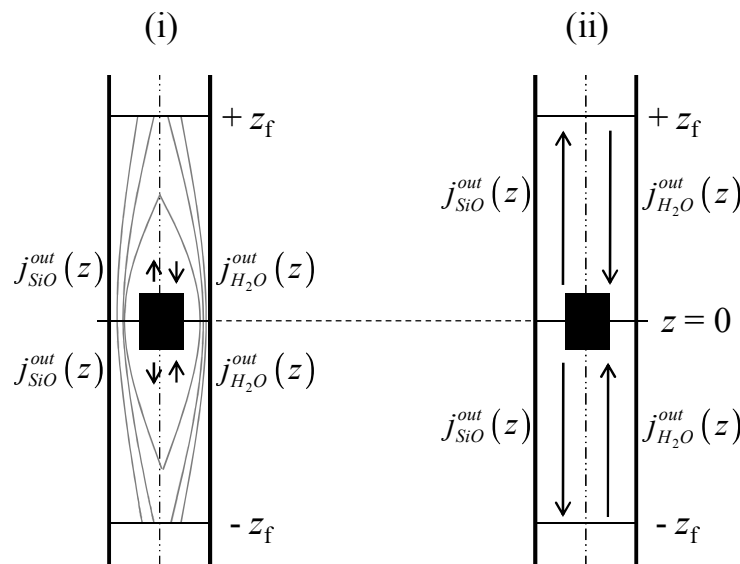 (i) (ii)
+ z_f + z_f
j_{SiO}^{out}(z) j_{H_2O}^{out}(z)
j_{SiO}^{out}(z) j_{H_2O}^{out}(z)
z = 0
j_{SiO}^{out}(z) j_{H_2O}^{out}(z)
j_{SiO}^{out}(z) j_{H_2O}^{out}(z)
- z_f - z_f